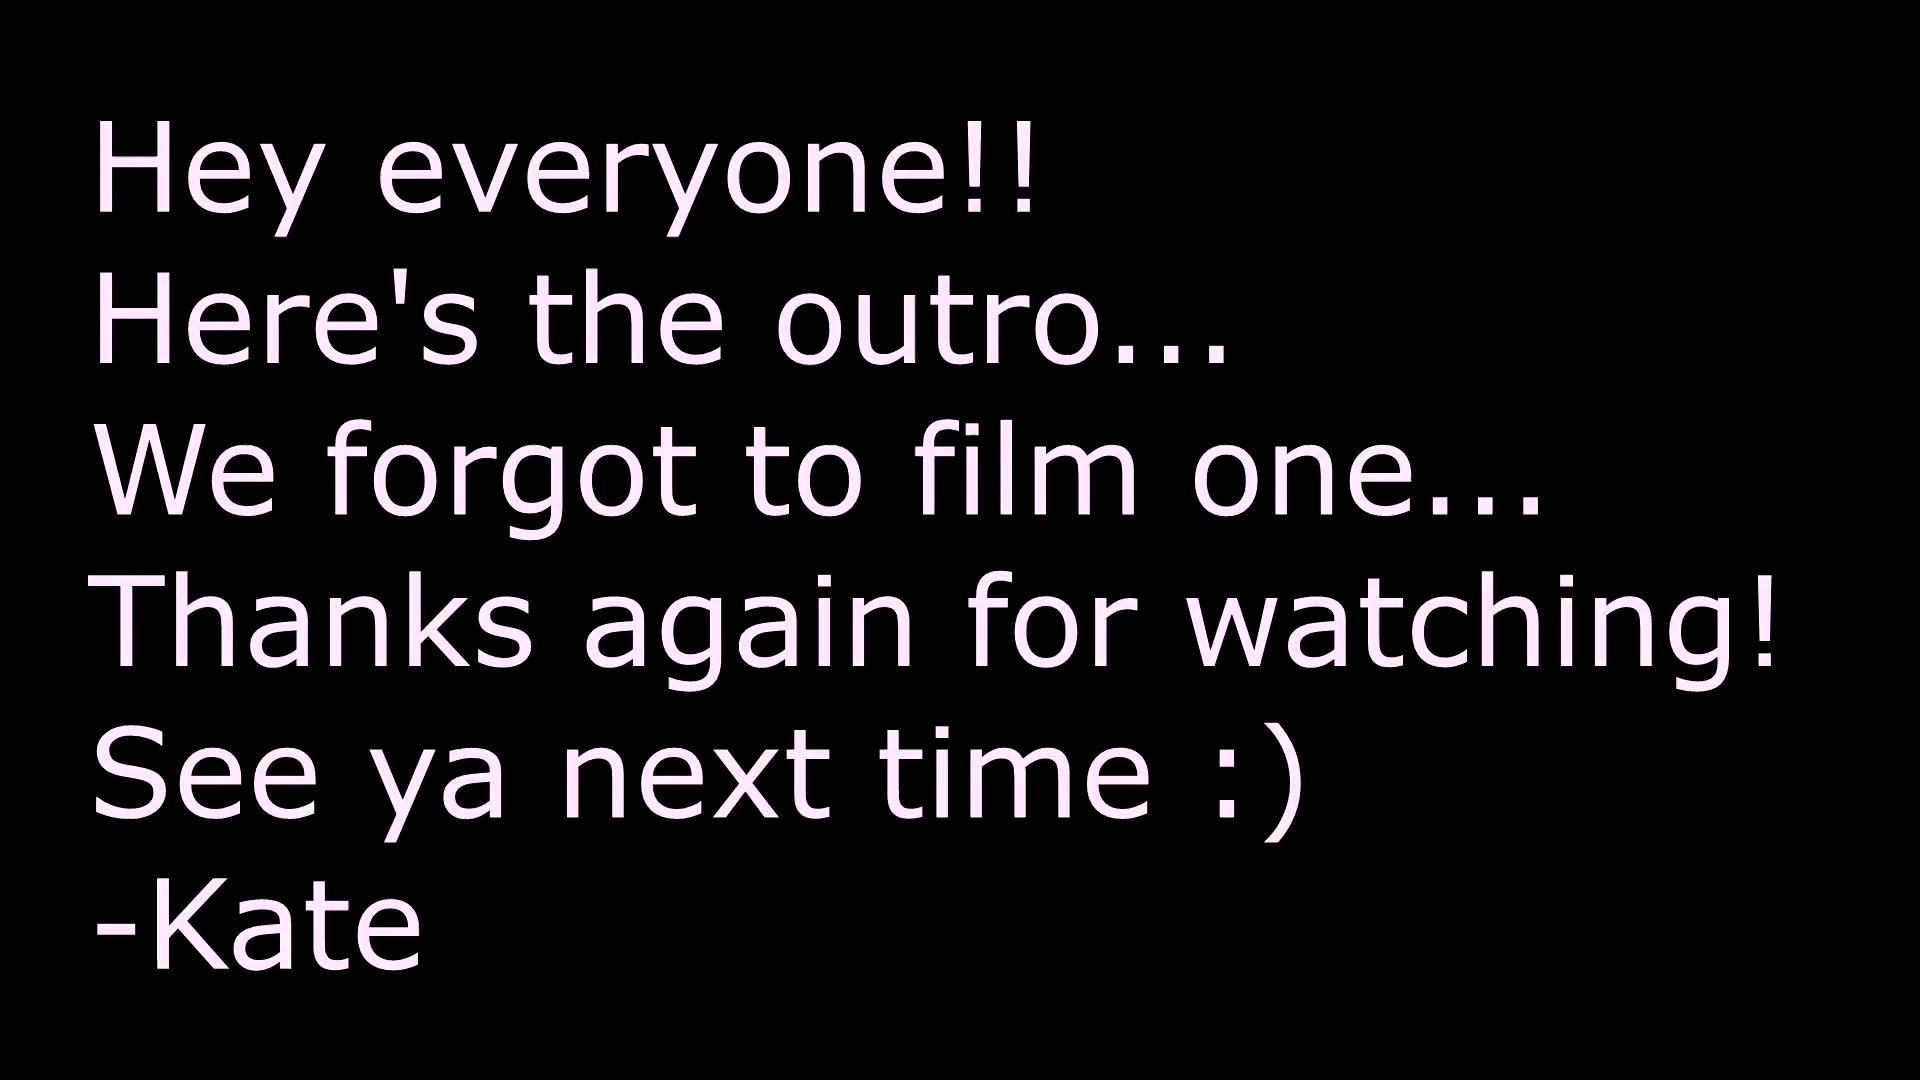 Hey everyone!!
Here's the outro...
We forgot to film one...
Thanks again for watching!
See ya next time :)
-Kate